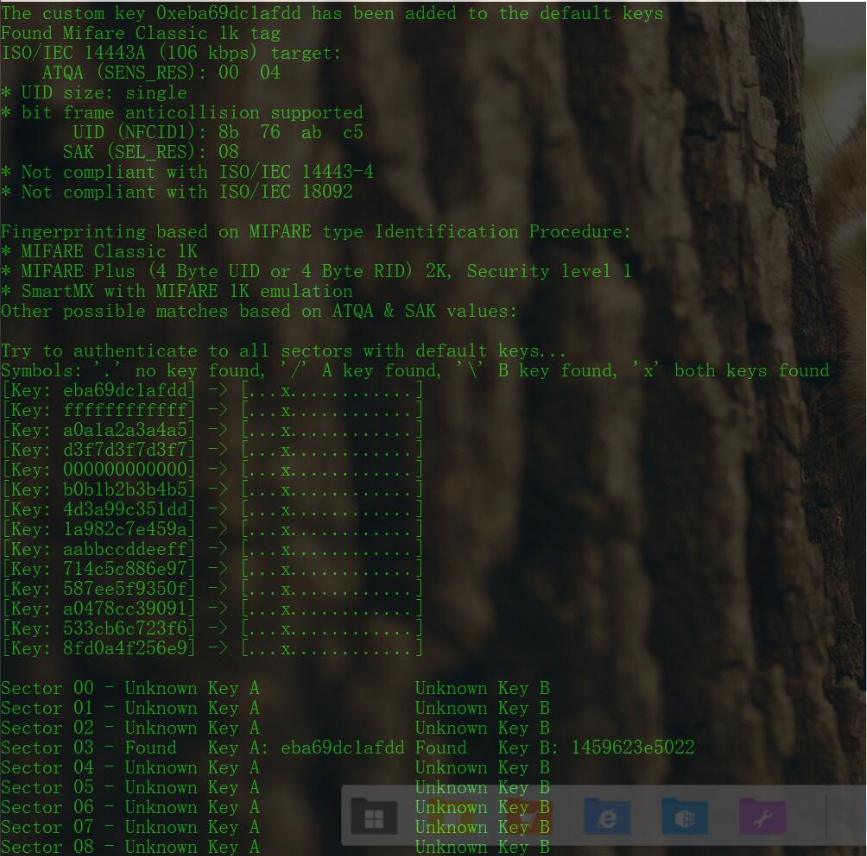 The custom key 0xeba69dc1afdd has been added to the default keys
Found Mifare Classic 1k tag
ISO/IEC 14443A (106 kbps) target:
    ATQA (SENS_RES): 00  04
* UID size: single
* bit frame anticollision supported
       UID (NFCID1): 8b  76  ab  c5
      SAK (SEL_RES): 08
* Not compliant with ISO/IEC 14443-4
* Not compliant with ISO/IEC 18092

Fingerprinting based on MIFARE type Identification Procedure:
* MIFARE Classic 1K
* MIFARE Plus (4 Byte UID or 4 Byte RID) 2K, Security level 1
* SmartMX with MIFARE 1K emulation
Other possible matches based on ATQA & SAK values:

Try to authenticate to all sectors with default keys...
Symbols: '.' no key found, '/' A key found, '\' B key found, 'x' both keys found
[Key: eba69dc1afdd] -> [...x............]
[Key: ffffffffffff] -> [...x............]
[Key: a0a1a2a3a4a5] -> [...x............]
[Key: d3f7d3f7d3f7] -> [...x............]
[Key: 000000000000] -> [...x............]
[Key: b0b1b2b3b4b5] -> [...x............]
[Key: 4d3a99c351dd] -> [...x............]
[Key: 1a982c7e459a] -> [...x............]
[Key: aabbccddeeff] -> [...x............]
[Key: 714c5c886e97] -> [...x............]
[Key: 587ee5f9350f] -> [...x............]
[Key: a0478cc39091] -> [...x............]
[Key: 533cb6c723f6] -> [...x............]
[Key: 8fd0a4f256e9] -> [...x............]

Sector 00 - Unknown Key A               Unknown Key B
Sector 01 - Unknown Key A               Unknown Key B
Sector 02 - Unknown Key A               Unknown Key B
Sector 03 - Found   Key A: eba69dc1afdd Found   Key B: 1459623e5022
Sector 04 - Unknown Key A               Unknown Key B
Sector 05 - Unknown Key A               Unknown Key B
Sector 06 - Unknown Key A               Unknown Key B
Sector 07 - Unknown Key A               Unknown Key B
Sector 08 - Unknown Key A               Unknown Key B